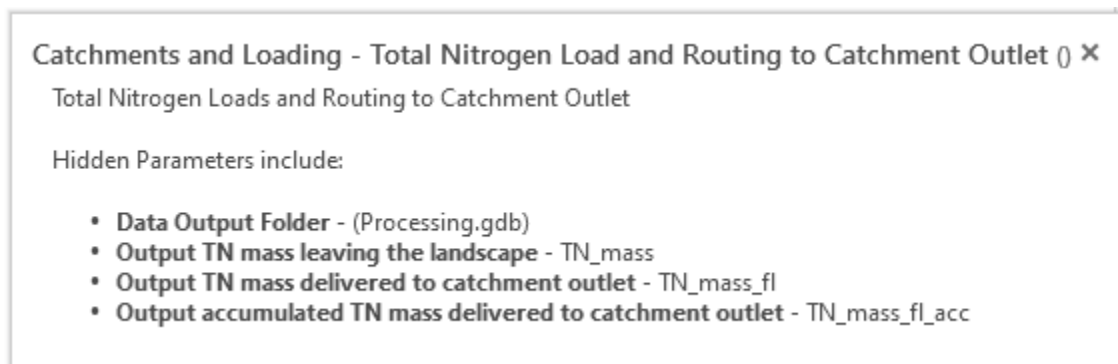 Catchments and Loading - Total Nitrogen Load and Routing to Catchment Outlet () ×
Total Nitrogen Loads and Routing to Catchment Outlet
Hidden Parameters include:
• Data Output Folder - (Processing.gdb)
• Output TN mass leaving the landscape - TN_mass
• Output TN mass delivered to catchment outlet - TN_mass_fl
• Output accumulated TN mass delivered to catchment outlet - TN_mass_fl_acc